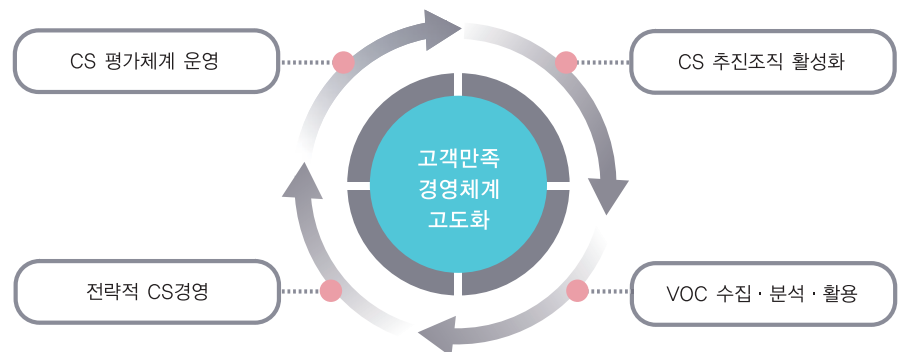 CS 평가체계 운영
CS 추진조직 활성화
고객만족
경영체계
고도화
전략적 CS경영
VOC 수집·분석·활용